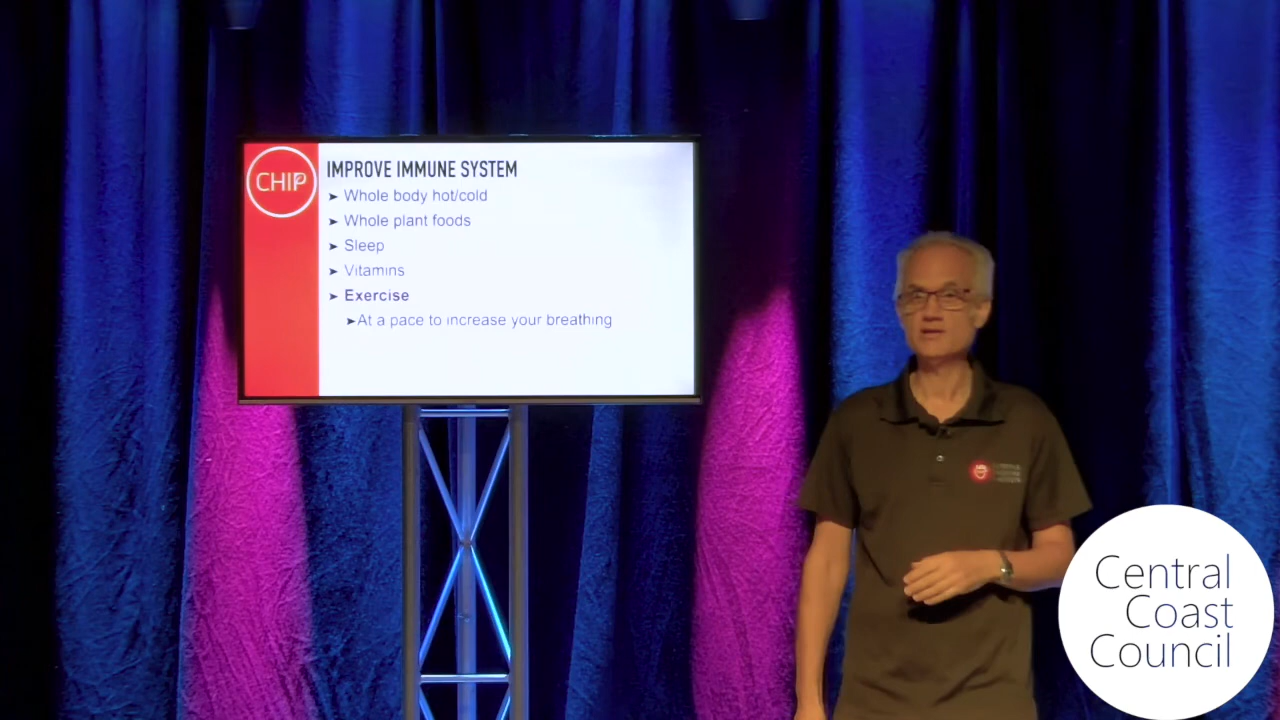 CHIP
IMPROVE IMMUNE SYSTEM
➤ Whole body hot/cold
➤ Whole plant foods
➤ Sleep
➤ Vitamins
➤ Exercise
➤At a pace to increase your breathing
Central
Coast
Council